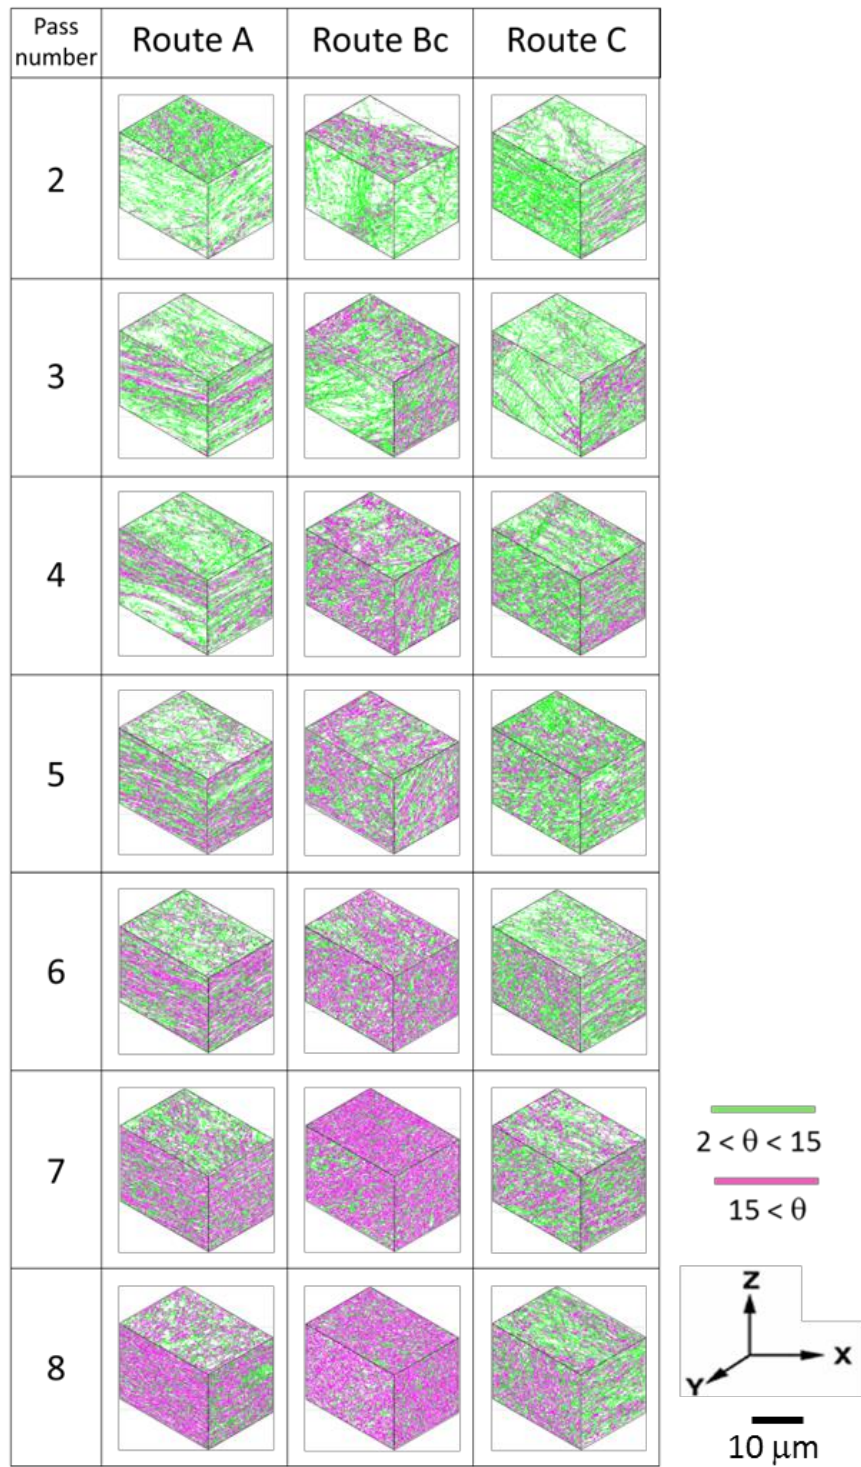 Pass number
Route A
Route Bc
Route C
2
3
4
5
6
7
8
2 < θ < 15
15 < θ
Z
X
Y
10 μm